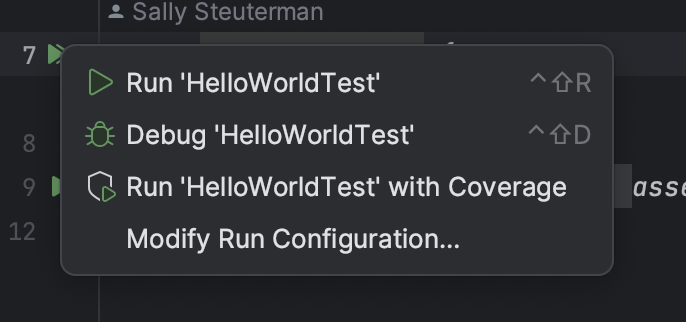 Sally Steuterman
7
Run 'HelloWorldTest' ^⇧R
8
Debug 'HelloWorldTest' ^⇧D
9
Run 'HelloWorldTest' with Coverage
asse
12
Modify Run Configuration...